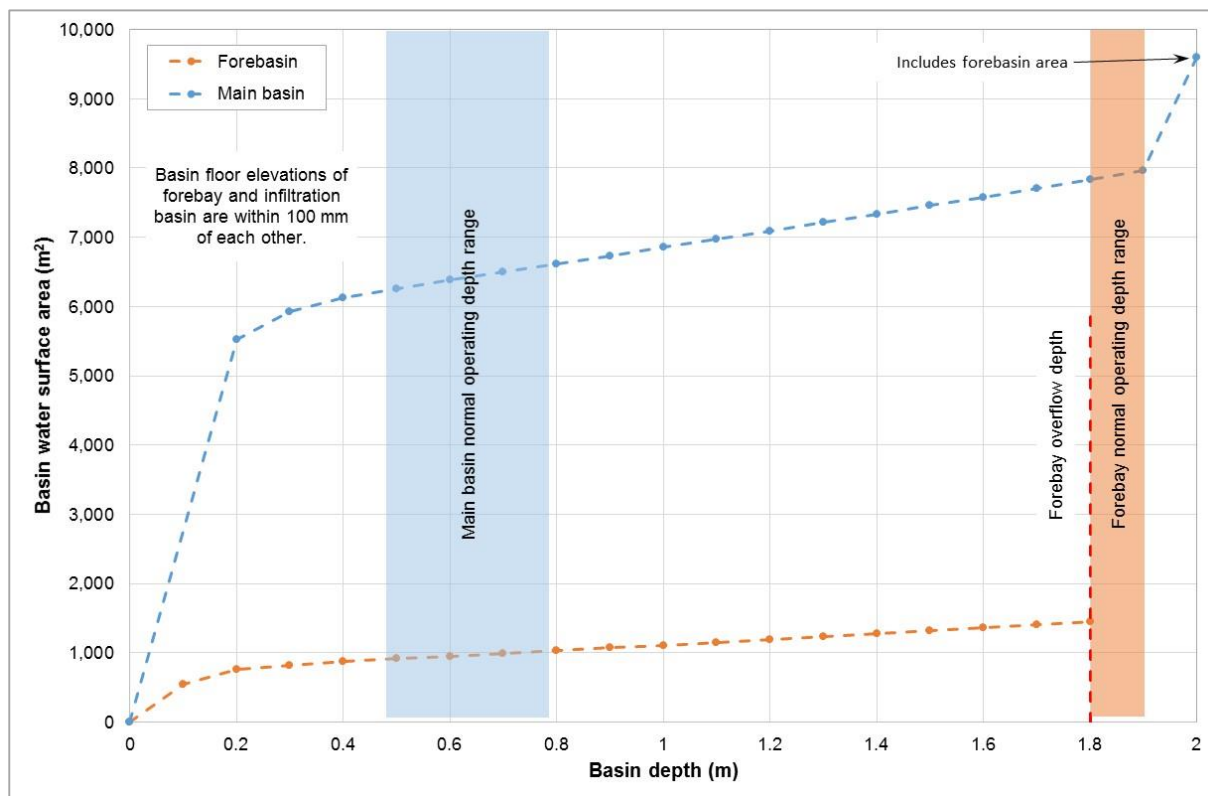 10,000
9,000
8,000
7,000
6,000
5,000
4,000
3,000
2,000
1,000
0
Basin water surface area (m²)
Forebasin
Main basin
Basin floor elevations of
forebay and infiltration
basin are within 100 mm
of each other.
Main basin normal operating depth range
Includes forebasin area
Forebay overflow depth
Forebay normal operating depth range
0 0.2 0.4 0.6 0.8 1 1.2 1.4 1.6 1.8 2
Basin depth (m)